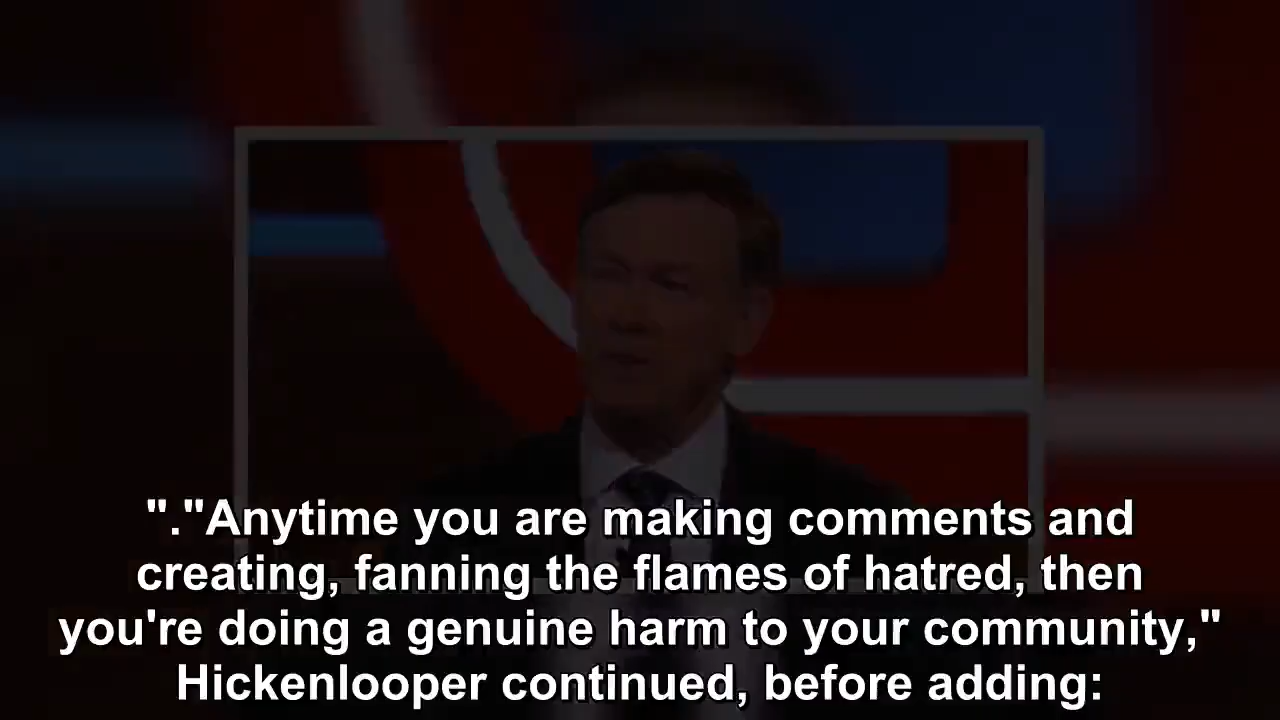 "."Anytime you are making comments and
creating, fanning the flames of hatred, then
you're doing a genuine harm to your community,"
Hickenlooper continued, before adding: